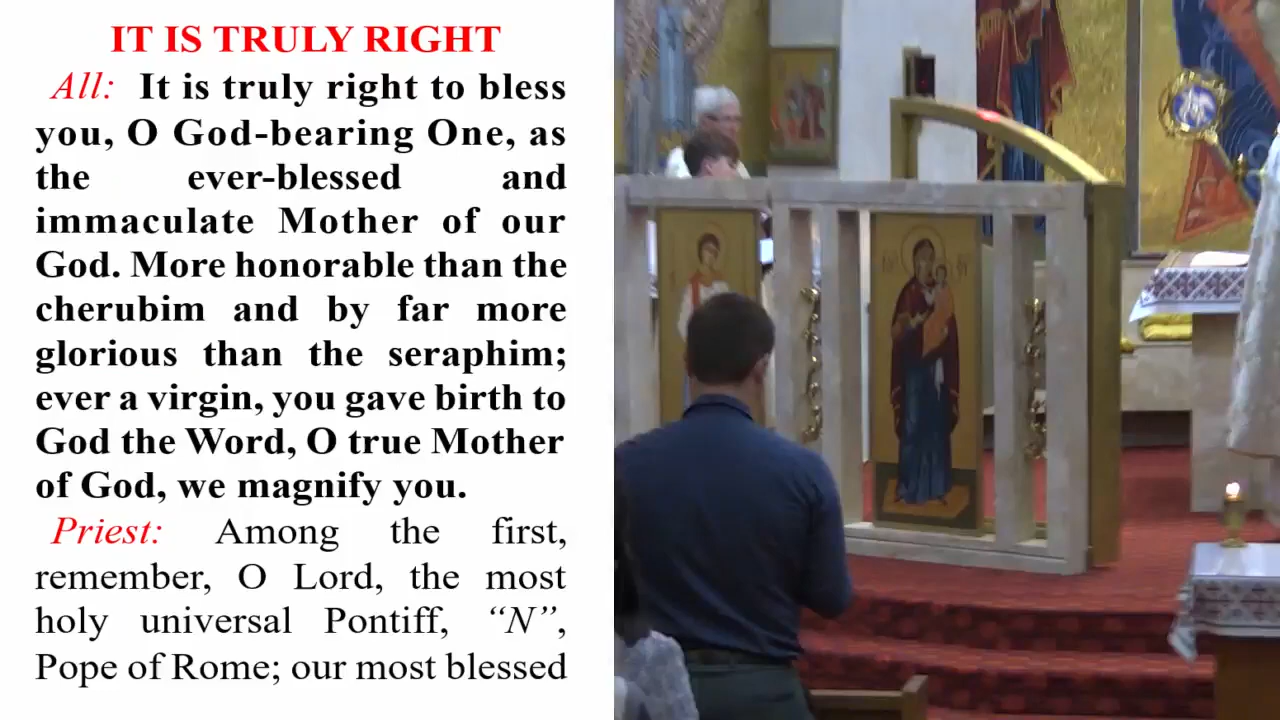 IT IS TRULY RIGHT
All: It is truly right to bless
you, O God-bearing One, as
the ever-blessed and
immaculate Mother of our
God. More honorable than the
cherubim and by far more
glorious than the seraphim;
ever a virgin, you gave birth to
God the Word, O true Mother
of God, we magnify you.
Priest: Among the first,
remember, O Lord, the most
holy universal Pontiff, “N”,
Pope of Rome; our most blessed